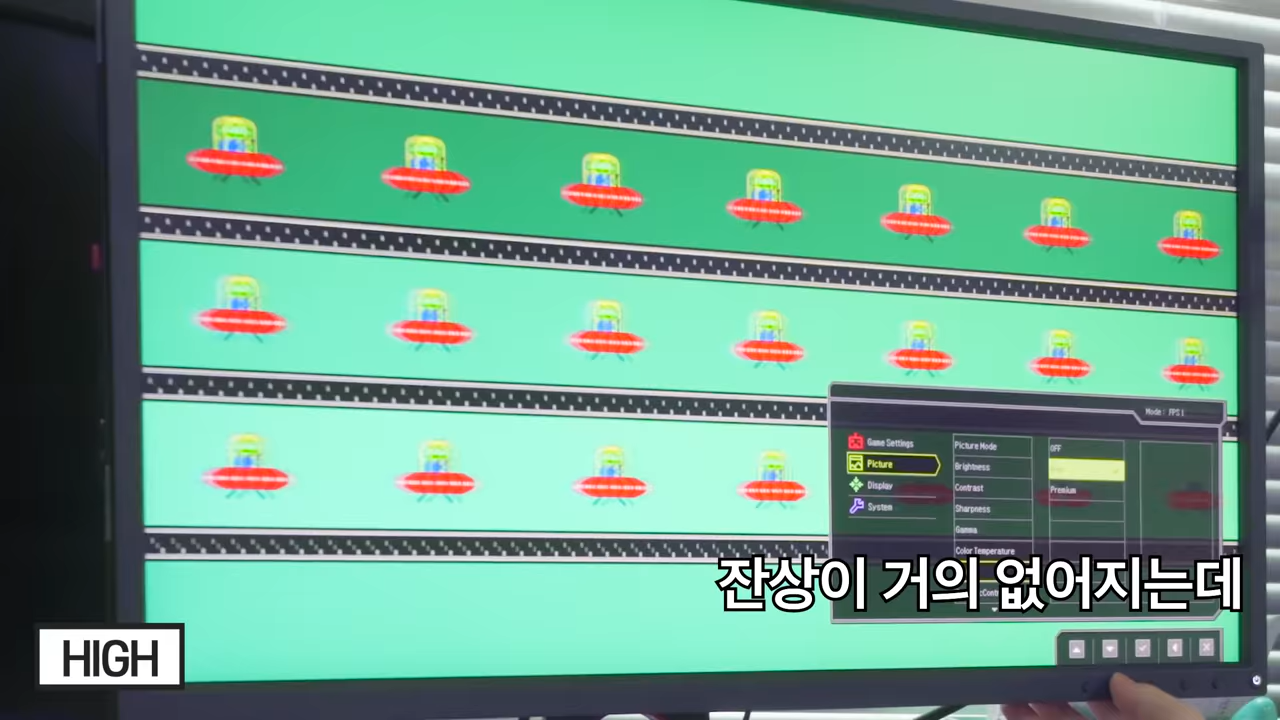 Mode: FPS1
Game Settings
Picture
Display
System
Picture Mode
Brightness
Contrast
Sharpness
Gamma
Color Temperature
OFF
Premium
잔상이 거의 없어지는데
HIGH